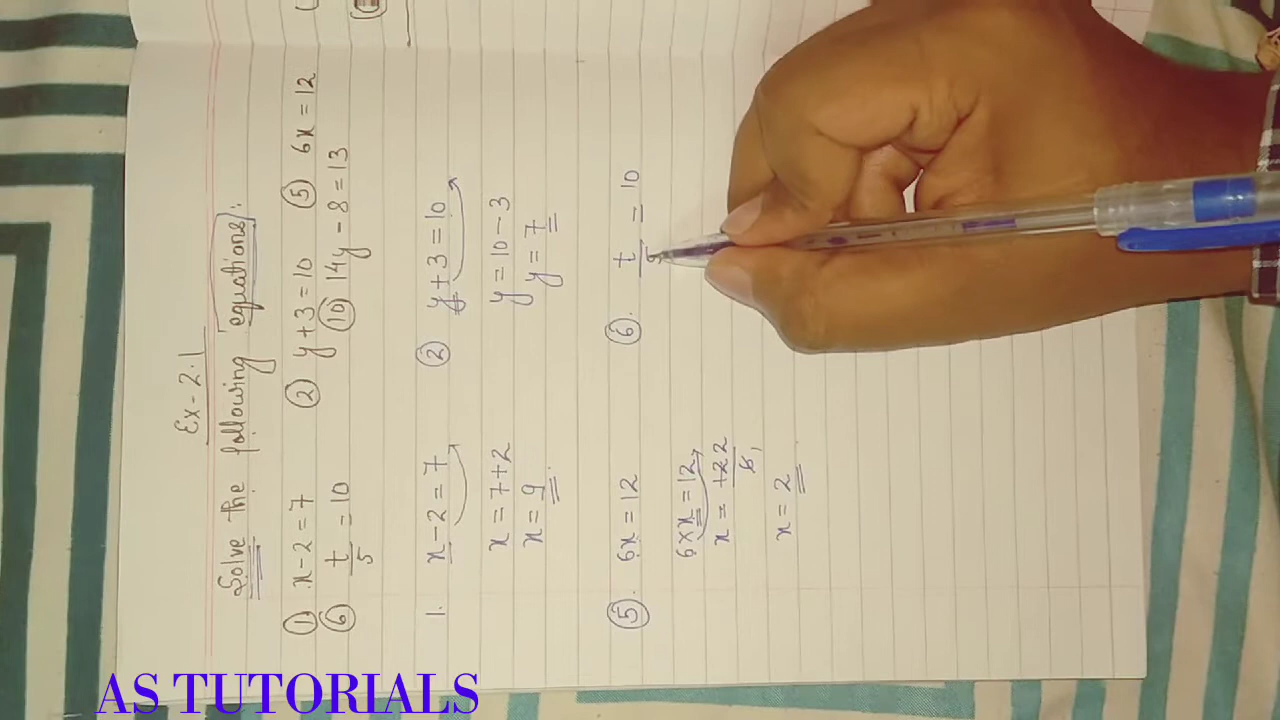 Ex-2.1
Solve the following equations:
① x-2=7 ② y+3=10 ⑤ 6x=12
⑥ t/5 =10 ⑩ 14y-8=13
1. x-2=7 ② y+3=10
x=7+2 y=10-3
x=9 y=7
⑤. 6x=12 ⑥. t/5 =10
6×x=12
x= 12 2/6 1
x=2
AS TUTORIALS